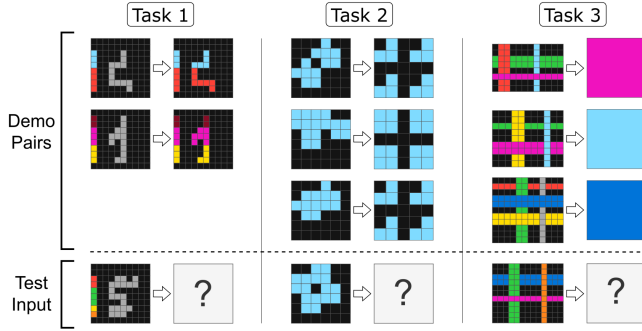 Task 1
Task 2
Task 3
Demo
Pairs
Test
Input
?
?
?